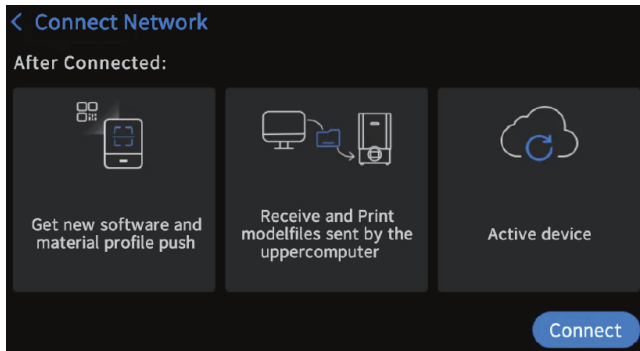 Connect Network
After Connected:
Get new software and
material profile push
Receive and Print
modelfiles sent by the
uppercomputer
Active device
Connect